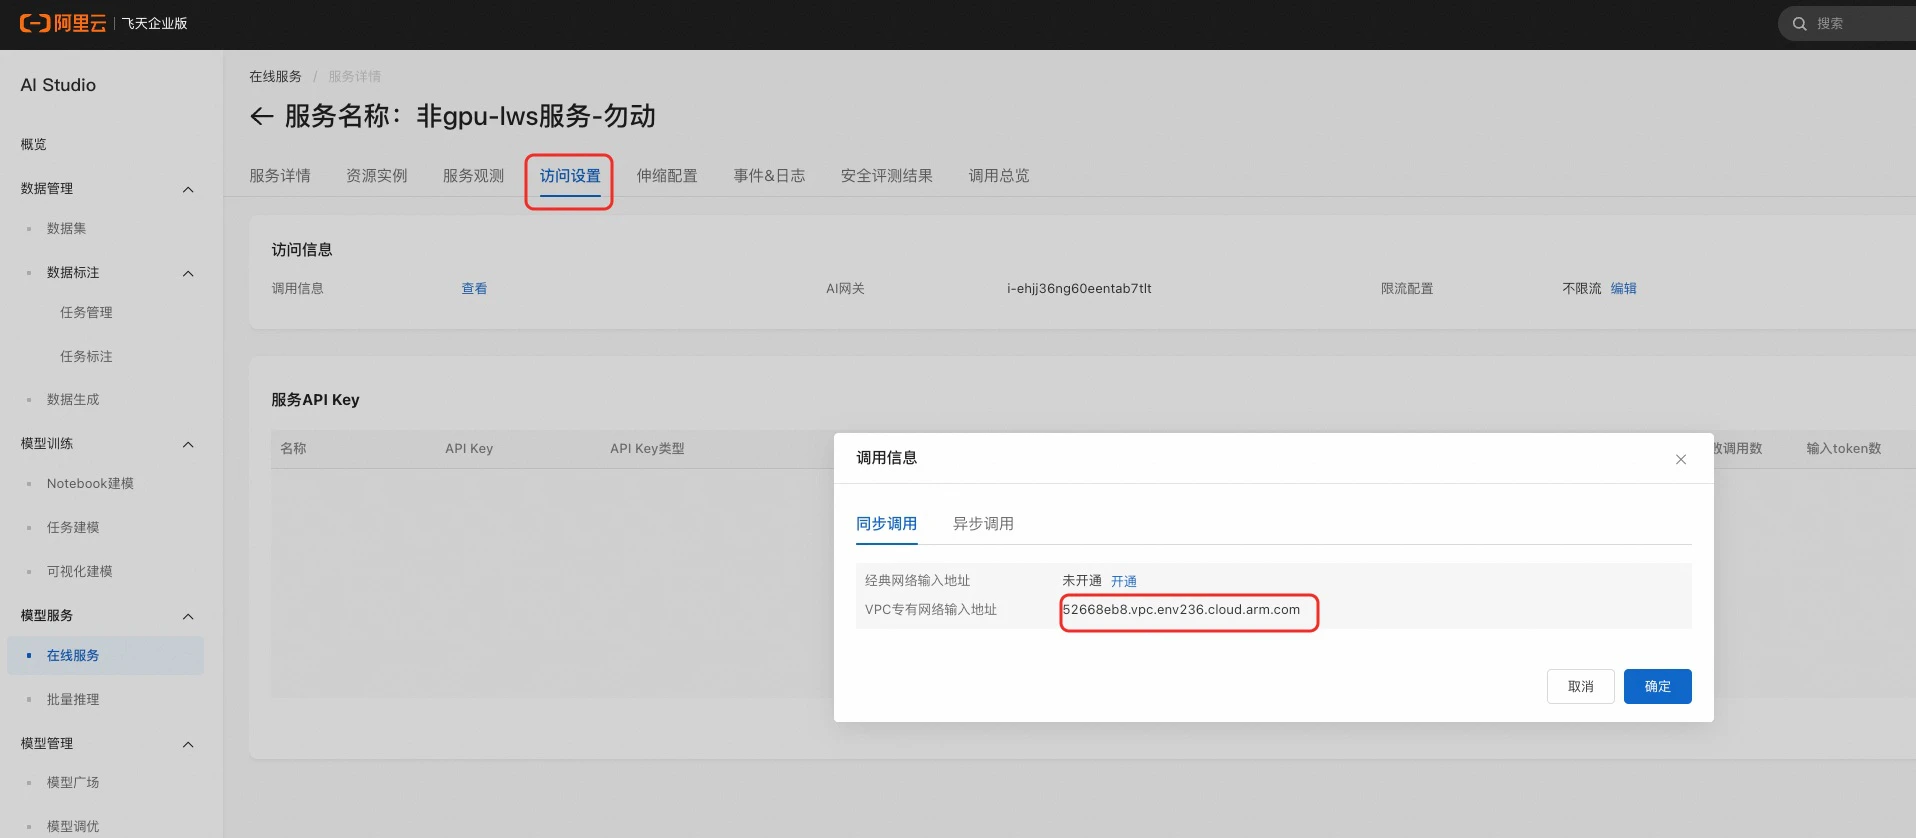 阿里云 飞天企业版
搜索
AI Studio
概览
数据管理
数据集
数据标注
任务管理
任务标注
数据生成
模型训练
Notebook建模
任务建模
可视化建模
模型服务
在线服务
批量推理
模型管理
模型广场
模型调优
在线服务 / 服务详情
← 服务名称：非gpu-lws服务-勿动
服务详情 资源实例 服务观测 访问设置 伸缩配置 事件&日志 安全评测结果 调用总览
访问信息
调用信息 查看 AI网关 i-ehjj36ng60eentab7tlt 限流配置 不限流 编辑
服务API Key
名称 API Key API Key类型 调用数 输入token数
调用信息
同步调用 异步调用
经典网络输入地址 未开通 开通
VPC专有网络输入地址 52668eb8.vpc.env236.cloud.arm.com
取消 确定